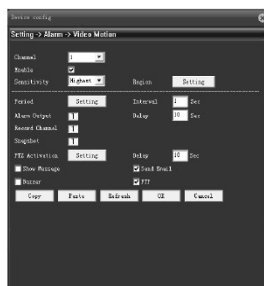 Device config
Setting -> Alarm -> Video Motion
Channel 1
Enable
Sensitivity Highest Region Setting
Period Setting Interval 1 Sec
Alarm Output 1 Delay 10 Sec
Record Channel 1
Snapshot 1
PTZ Activation Setting Delay 10 Sec
Show Message Send Email
Buzzer FTP
Copy Paste Refresh OK Cancel